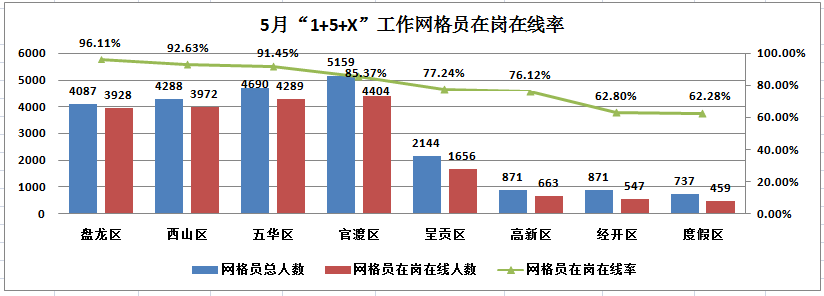 5月“1+5+X”工作网格员在岗在线率
96.11% 92.63% 91.45% 85.37% 77.24% 76.12% 62.80% 62.28%
6000 5000 4000 3000 2000 1000 0
4087 3928 4288 3972 4690 4289 5159 4404 2144 1656 871 663 871 547 737 459
100.00% 80.00% 60.00% 40.00% 20.00% 0.00%
盘龙区 西山区 五华区 官渡区 呈贡区 高新区 经开区 度假区
网格员总人数 网格员在岗在线人数 网格员在岗在线率